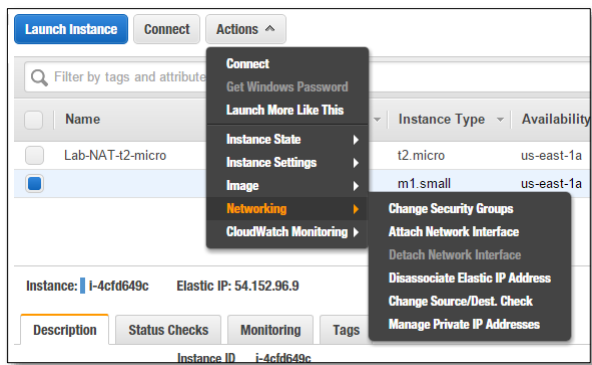 Launch Instance Connect Actions
Filter by tags and attribute
Connect
Get Windows Password
Launch More Like This
Instance State
Instance Settings
Image
Networking
CloudWatch Monitoring
Name Instance Type Availability
Lab-NAT-t2-micro t2.micro us-east-1a
m1.small us-east-1a
Change Security Groups
Attach Network Interface
Detach Network Interface
Disassociate Elastic IP Address
Change Source/Dest. Check
Manage Private IP Addresses
Instance: i-4cfd649c Elastic IP: 54.152.96.9
Description Status Checks Monitoring Tags
Instance ID i-4cfd649c